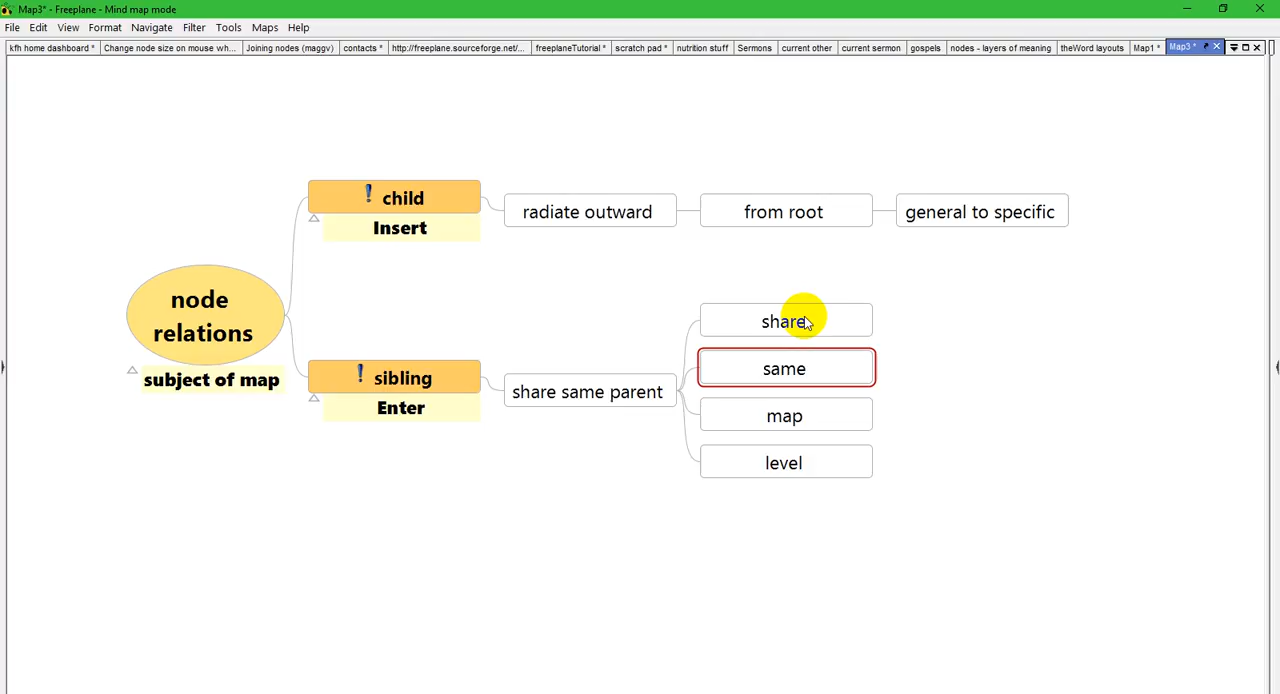 Map3* - Freeplane - Mind map mode
File Edit View Format Navigate Filter Tools Maps Help
kfh home dashboard * Change node size on mouse wh... Joining nodes (maggv) contacts * http://freeplane.sourceforge.net/... freeplaneTutorial * scratch pad * nutrition stuff Sermons current other current sermon gospels nodes - layers of meaning theWord layouts Map1 * Map3 *
child
Insert
radiate outward
from root
general to specific
node
relations
subject of map
sibling
Enter
share same parent
share
same
map
level